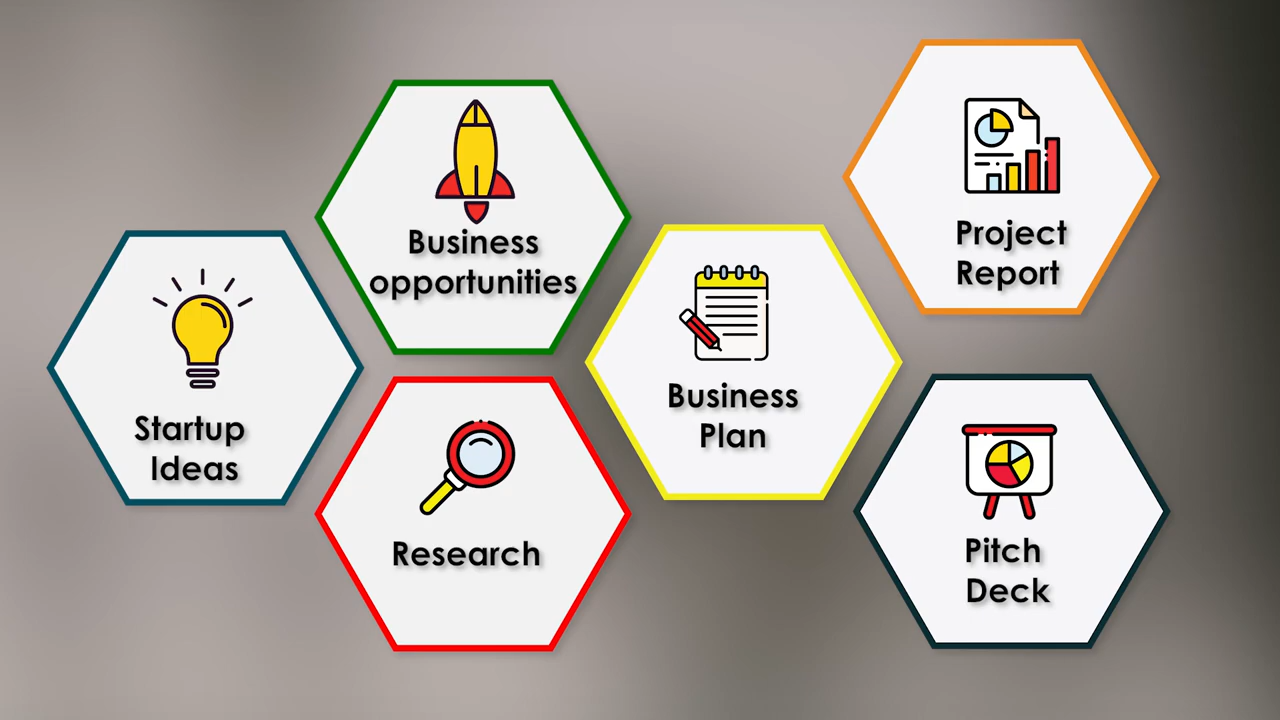 Startup
Ideas
Business
opportunities
Research
Business
Plan
Project
Report
Pitch
Deck